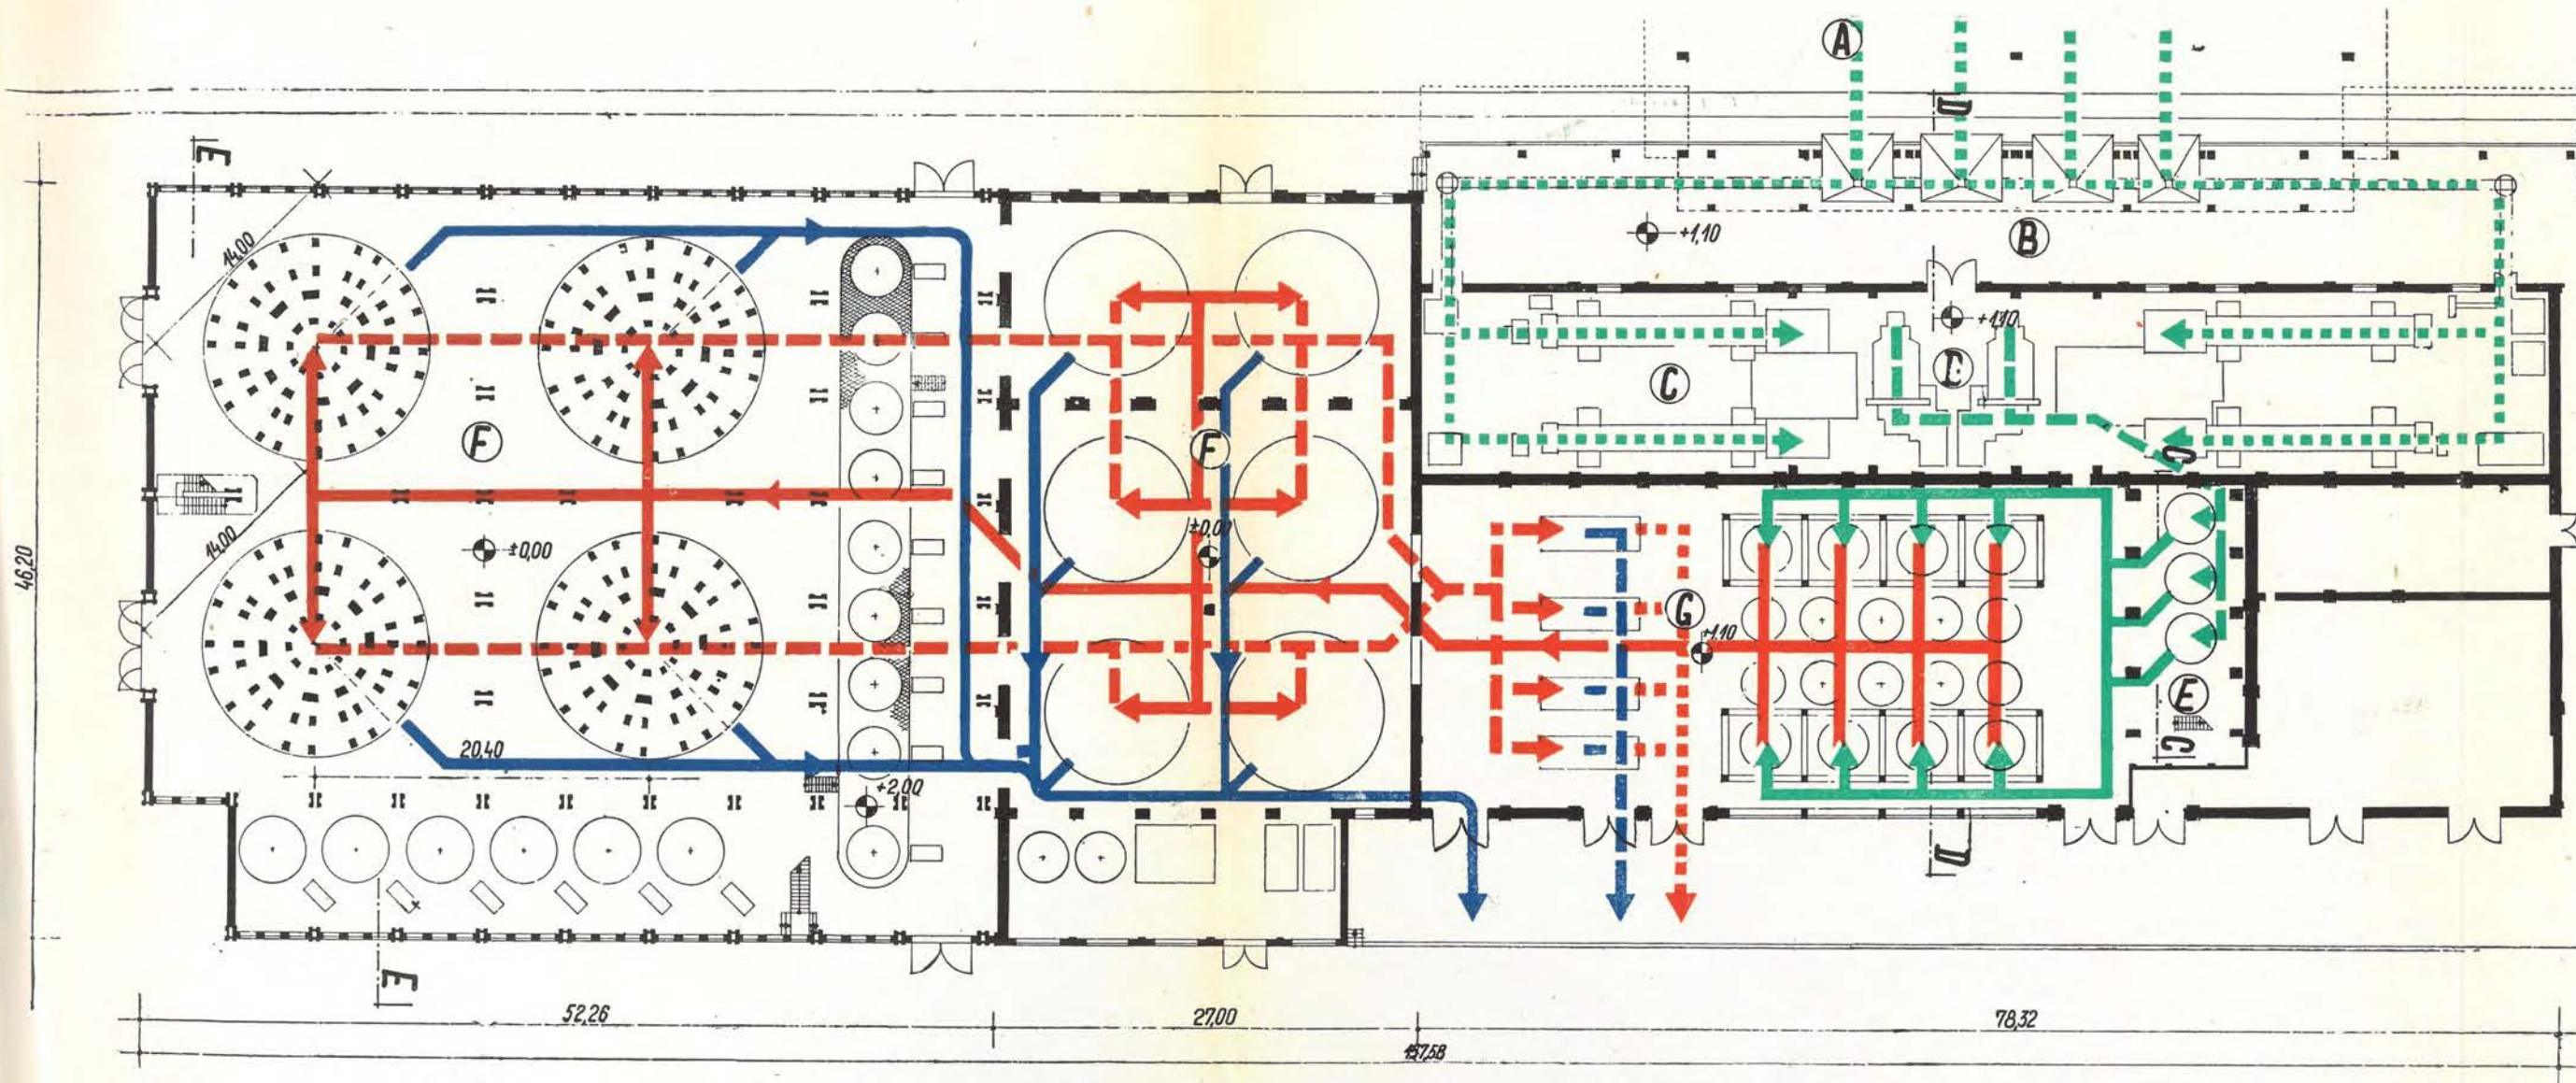 A
D
E
14,00
+1,10
B
+1,10
C
D
F
F
C
14,00
±0,00
±0,00
46,20
G
+1,10
E
C
20,40
+2,00
D
E
52,26
27,00
78,32
157,58